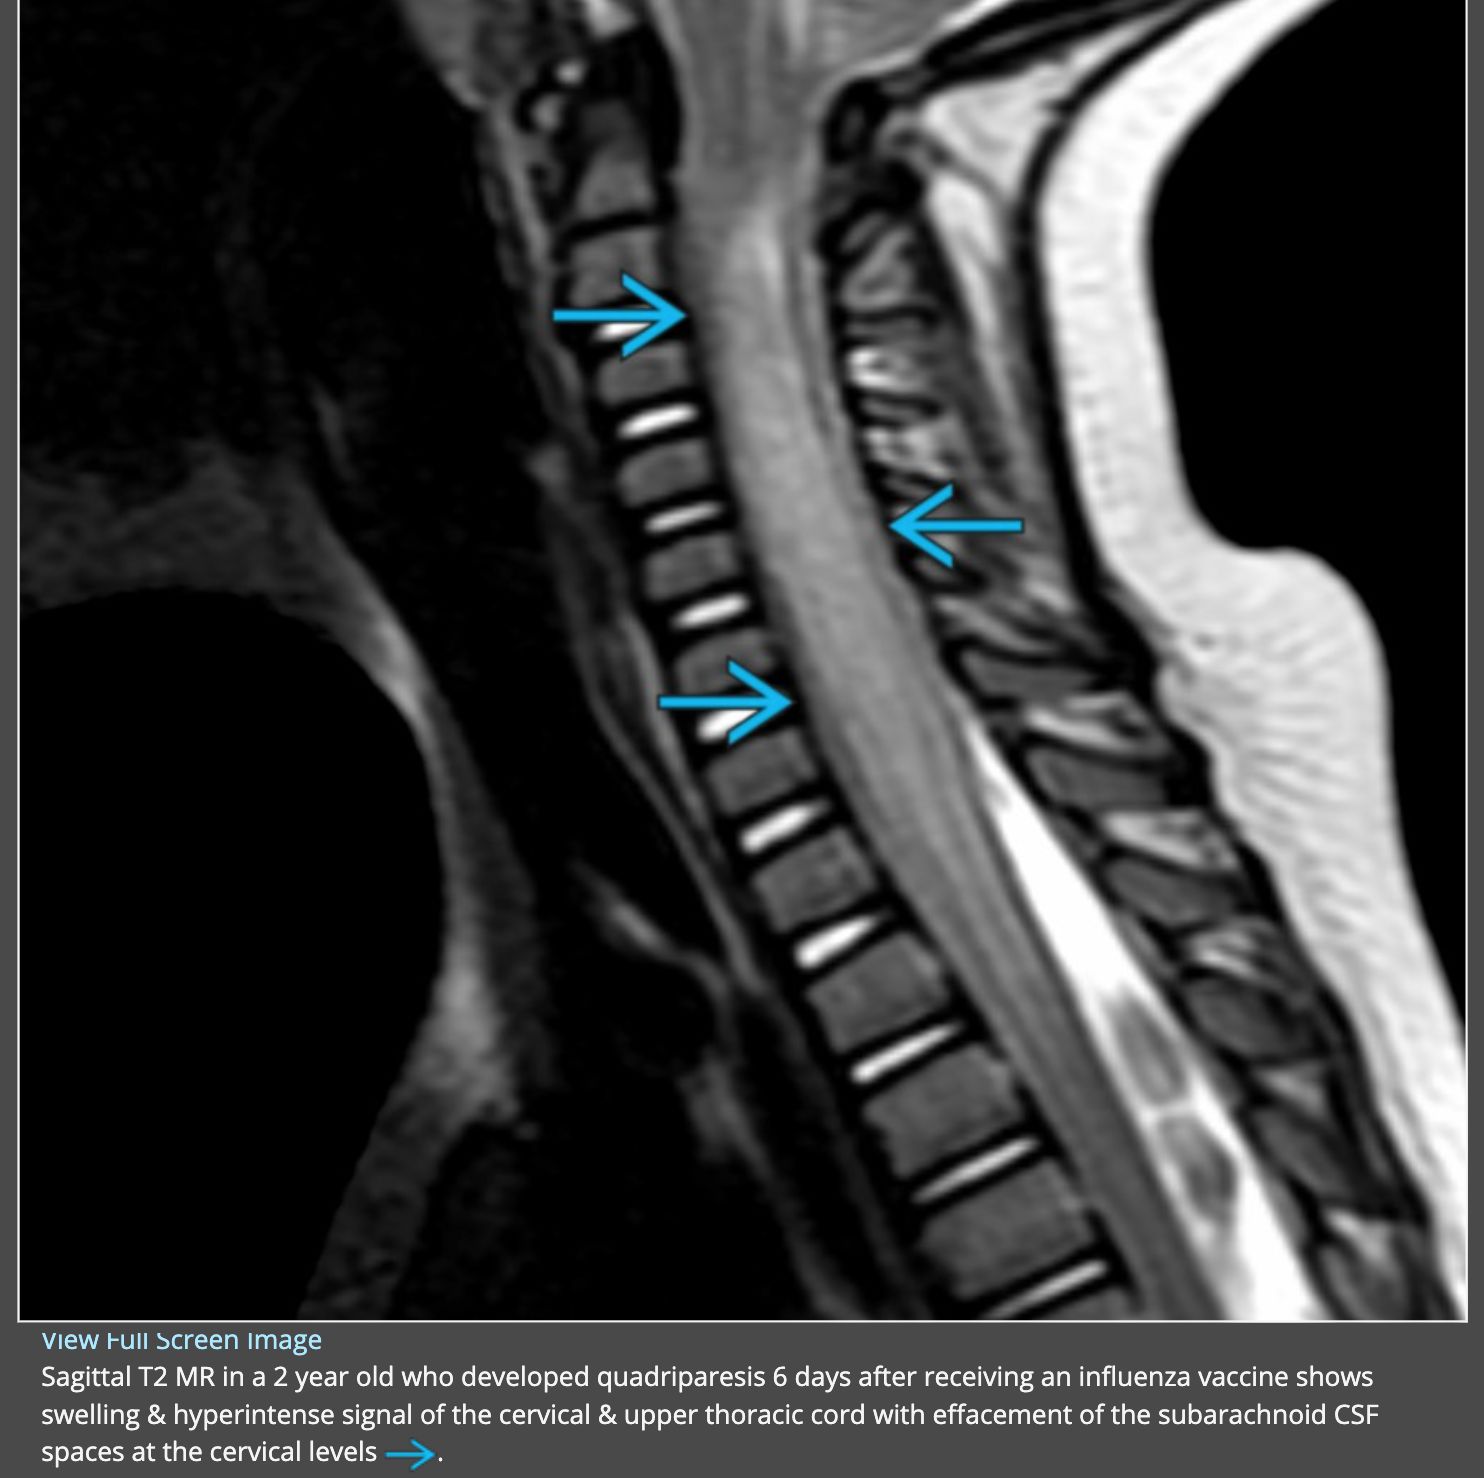 View Full Screen Image
Sagittal T2 MR in a 2 year old who developed quadriparesis 6 days after receiving an influenza vaccine shows
swelling & hyperintense signal of the cervical & upper thoracic cord with effacement of the subarachnoid CSF
spaces at the cervical levels →.